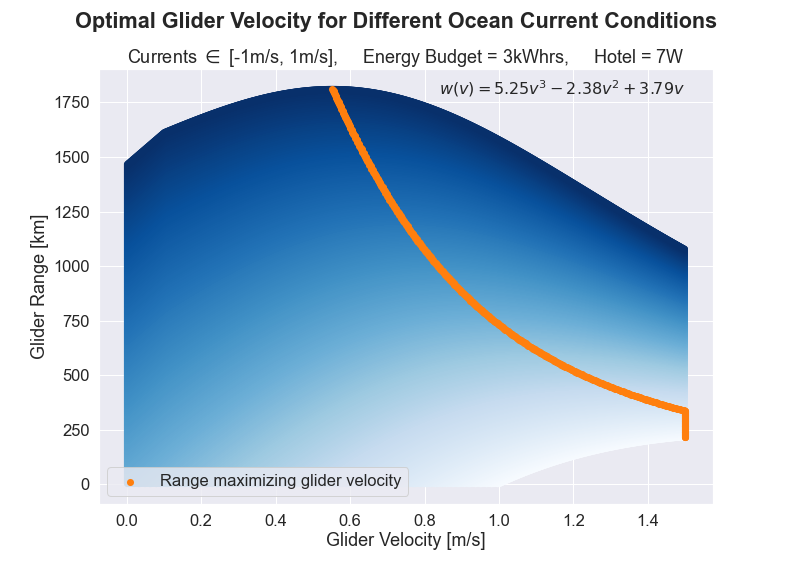 Optimal Glider Velocity for Different Ocean Current Conditions
Currents ∈ [-1m/s, 1m/s], Energy Budget = 3kWhrs, Hotel = 7W
w(v) = 5.25v³ − 2.38v² + 3.79v
Glider Range [km]
1750
1500
1250
1000
750
500
250
0
Range maximizing glider velocity
0.0 0.2 0.4 0.6 0.8 1.0 1.2 1.4
Glider Velocity [m/s]